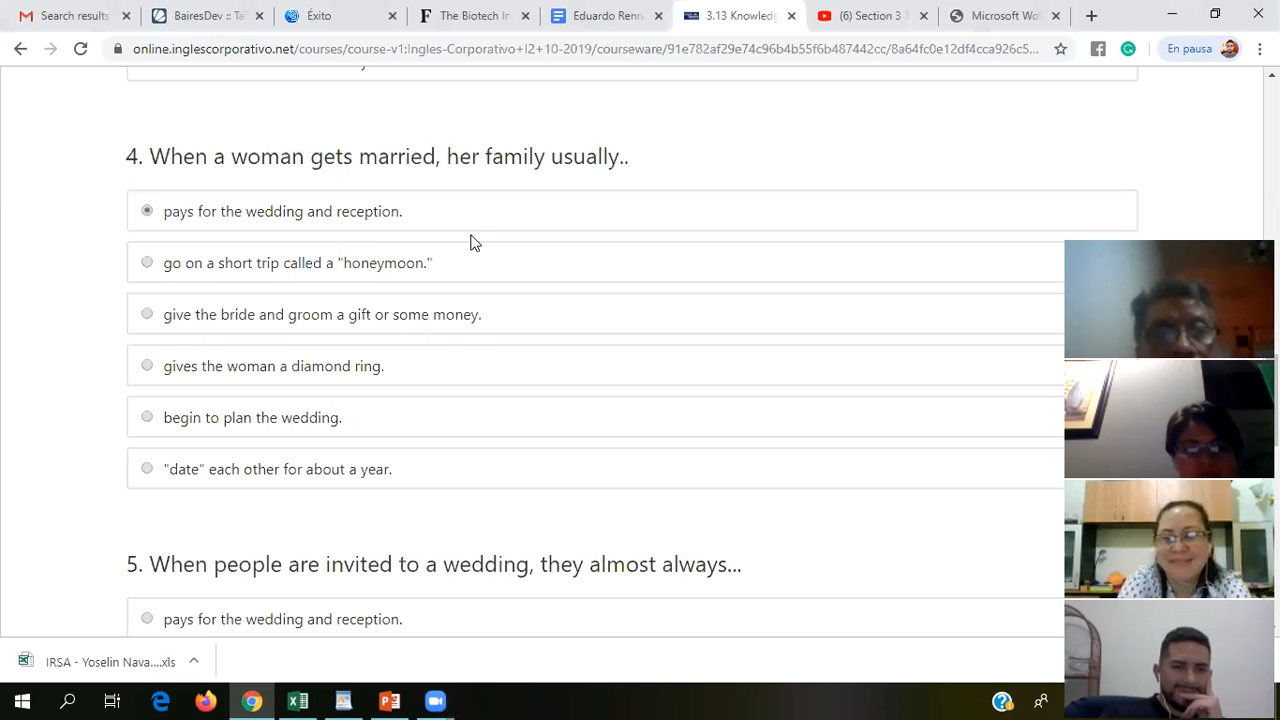 Search results
BairesDev :: Tal
Éxito
The Biotech In
Eduardo Renn
3.13 Knowledg
(6) Section 3 T
Microsoft Wo
online.inglescorporativo.net/courses/course-v1:Ingles-Corporativo+I2+10-2019/courseware/91e782af29e74c96b4b55f6b487442cc/8a64fc0e12df4cca926c5...
En pausa
4. When a woman gets married, her family usually..
pays for the wedding and reception.
go on a short trip called a "honeymoon."
give the bride and groom a gift or some money.
gives the woman a diamond ring.
begin to plan the wedding.
"date" each other for about a year.
5. When people are invited to a wedding, they almost always...
pays for the wedding and reception.
IRSA - Yoselin Nava....xls